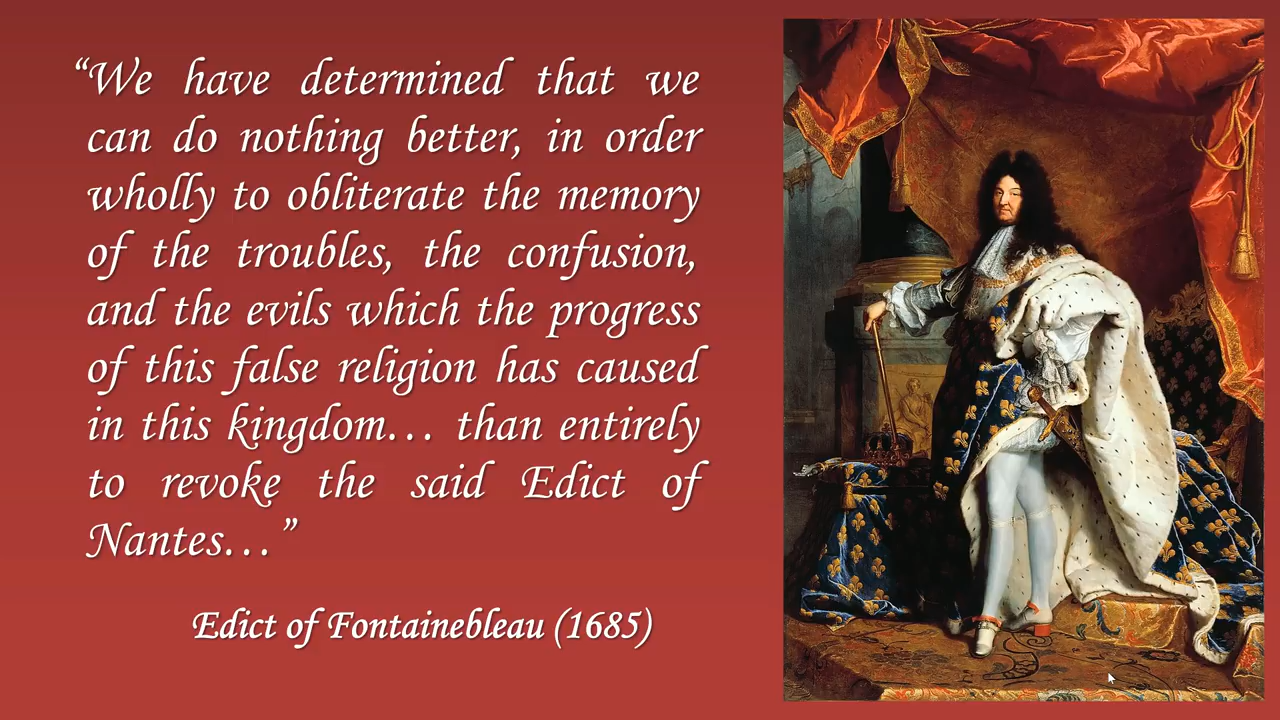 “We have determined that we
can do nothing better, in order
wholly to obliterate the memory
of the troubles, the confusion,
and the evils which the progress
of this false religion has caused
in this kingdom… than entirely
to revoke the said Edict of
Nantes…”
Edict of Fontainebleau (1685)